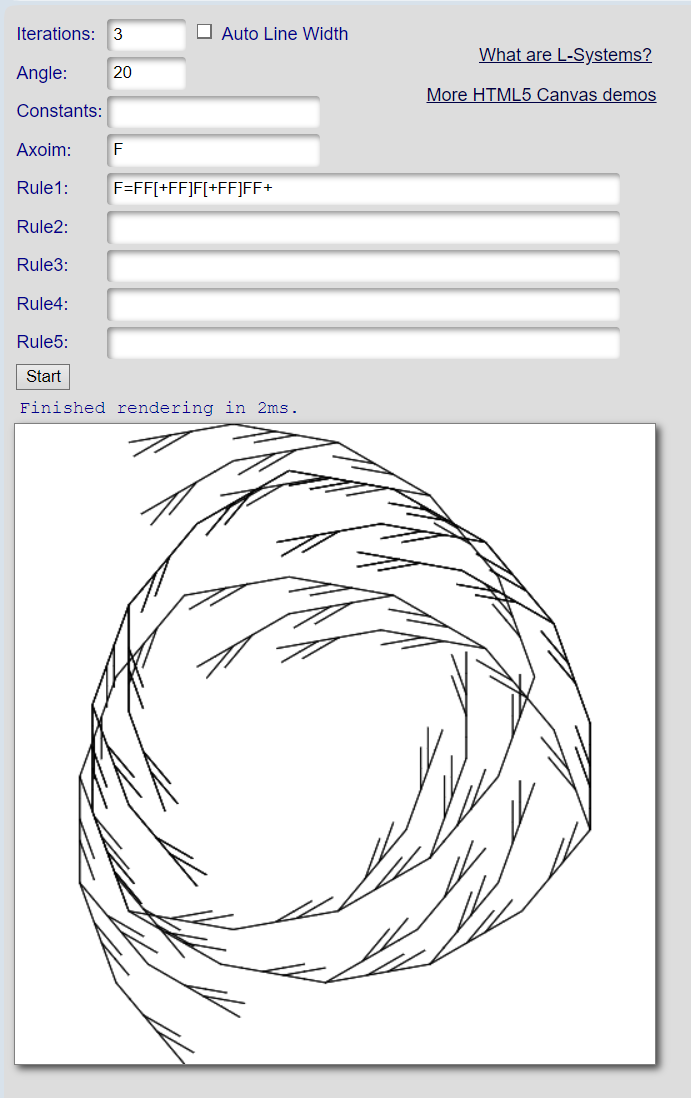 Iterations: 3 Auto Line Width
What are L-Systems?
Angle: 20
More HTML5 Canvas demos
Constants:
Axoim: F
Rule1: F=FF[+FF]F[+FF]FF+
Rule2:
Rule3:
Rule4:
Rule5:
Start
Finished rendering in 2ms.